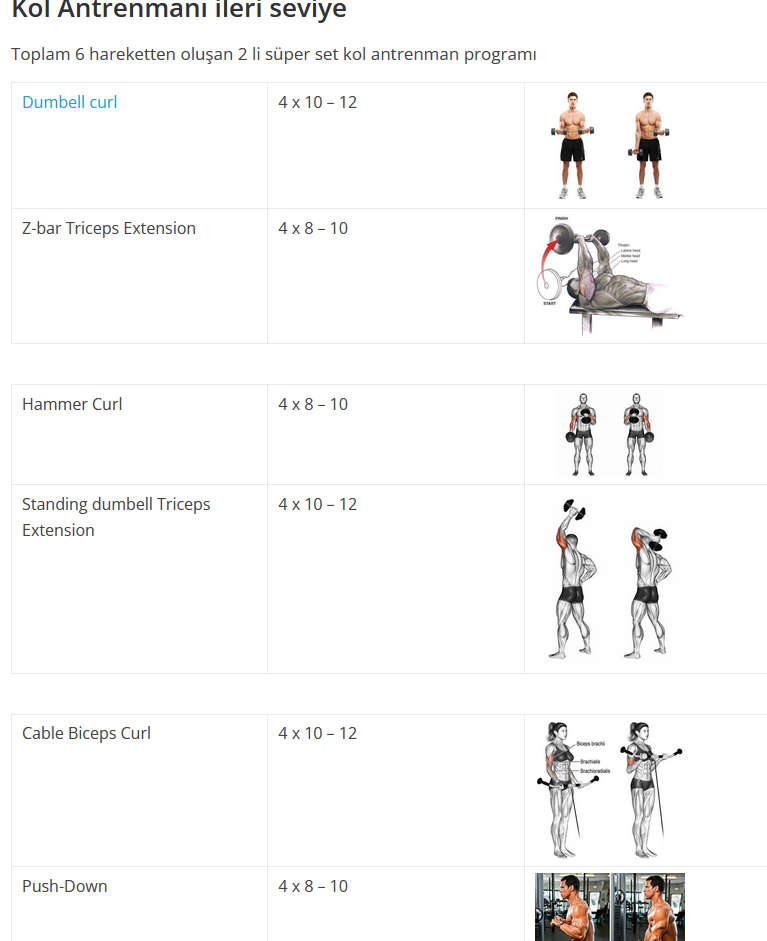 Kol Antrenmanı ileri seviye
Toplam 6 hareketten oluşan 2 li süper set kol antrenman programı
Dumbell curl
4 x 10 – 12
Z-bar Triceps Extension
4 x 8 – 10
FINISH
Triceps
Lateral head
Medial head
Long head
START
Hammer Curl
4 x 8 – 10
Standing dumbell Triceps
Extension
4 x 10 – 12
Cable Biceps Curl
4 x 10 – 12
Biceps brachii
Brachialis
Brachioradialis
Push-Down
4 x 8 – 10